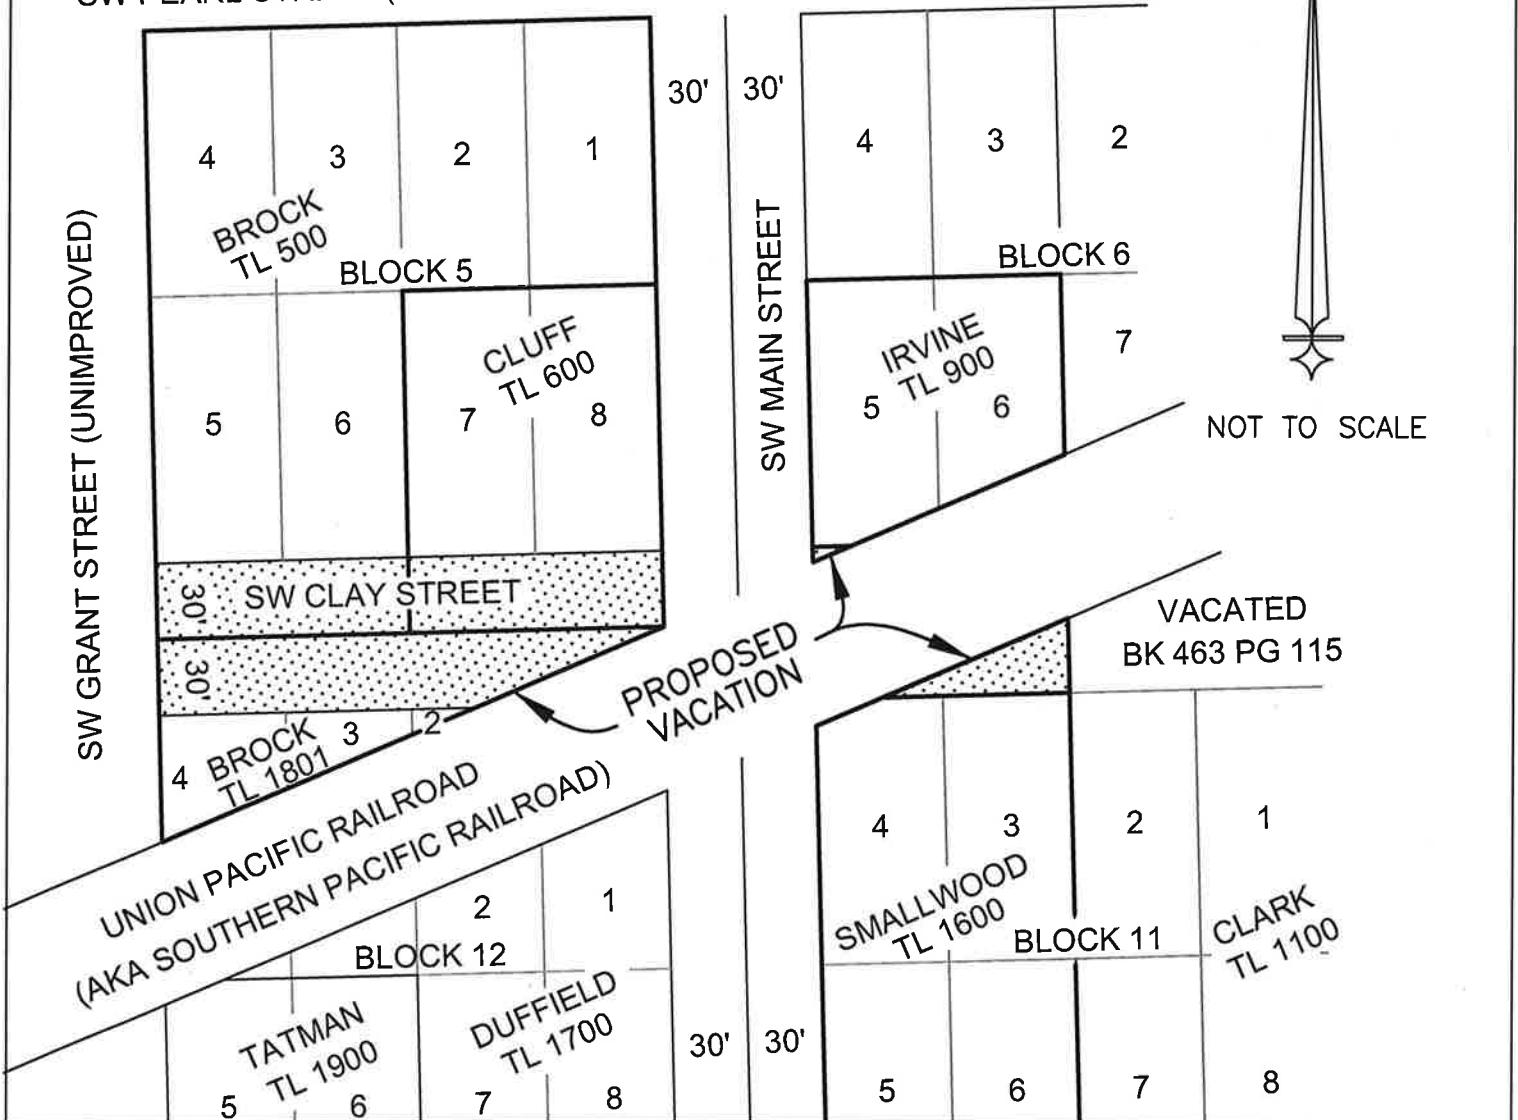 30'
30'
4
3
2
1
4
3
2
BROCK
TL 500
BLOCK 5
BLOCK 6
SW GRANT STREET (UNIMPROVED)
SW MAIN STREET
CLUFF
TL 600
IRVINE
TL 900
7
5
6
7
8
5
6
NOT TO SCALE
30'
SW CLAY STREET
30'
PROPOSED
VACATION
VACATED
BK 463 PG 115
4
BROCK
TL 1801
3
2
UNION PACIFIC RAILROAD
(AKA SOUTHERN PACIFIC RAILROAD)
4
3
2
1
2
1
BLOCK 12
SMALLWOOD
TL 1600
BLOCK 11
CLARK
TL 1100
TATMAN
TL 1900
DUFFIELD
TL 1700
30'
30'
5
6
7
8
5
6
7
8